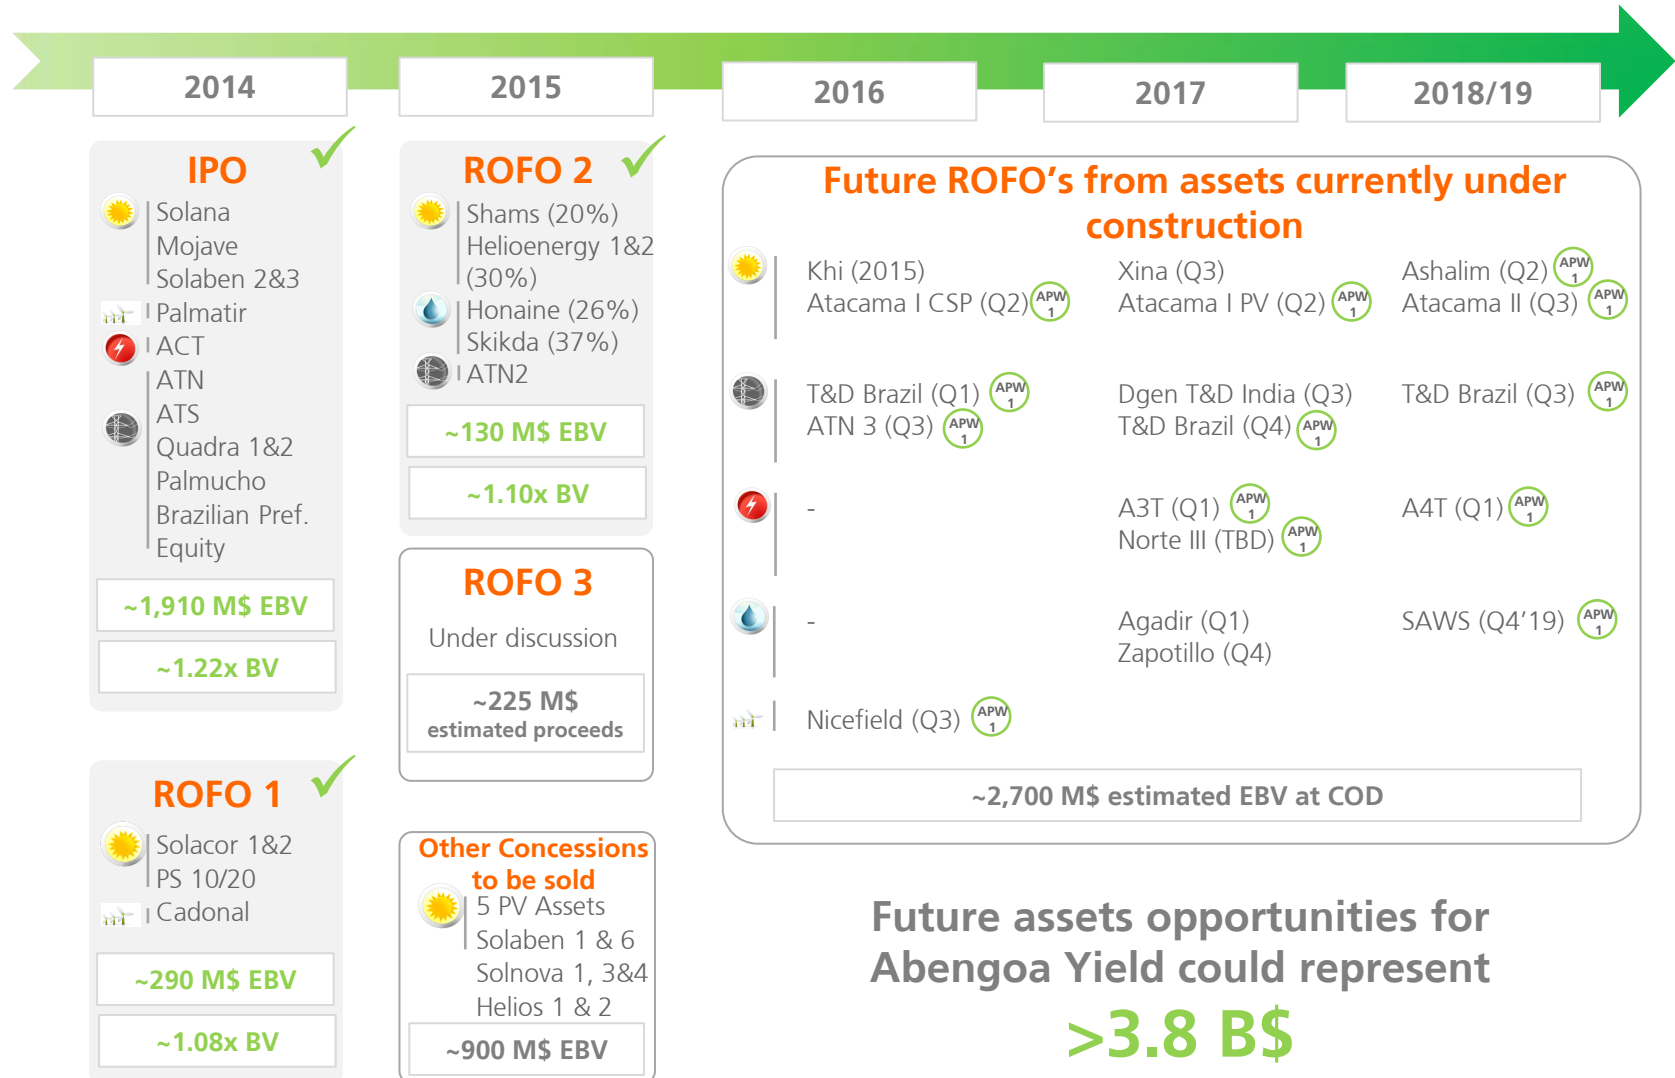 2014
2015
2016
2017
2018/19
IPO
Solana
Mojave
Solaben 2&3
Palmatir
ACT
ATN
ATS
Quadra 1&2
Palmucho
Brazilian Pref.
Equity
~1,910 M$ EBV
~1.22x BV
ROFO 1
Solacor 1&2
PS 10/20
Cadonal
~290 M$ EBV
~1.08x BV
ROFO 2
Shams (20%)
Helioenergy 1&2
(30%)
Honaine (26%)
Skikda (37%)
ATN2
~130 M$ EBV
~1.10x BV
ROFO 3
Under discussion
~225 M$
estimated proceeds
Other Concessions
to be sold
5 PV Assets
Solaben 1 & 6
Solnova 1, 3&4
Helios 1 & 2
~900 M$ EBV
Future ROFO’s from assets currently under
construction
Khi (2015)
Atacama I CSP (Q2) APW
1
Xina (Q3)
Atacama I PV (Q2) APW
1
Ashalim (Q2) APW
1
Atacama II (Q3) APW
1
T&D Brazil (Q1) APW
1
ATN 3 (Q3) APW
1
Dgen T&D India (Q3)
T&D Brazil (Q4) APW
1
T&D Brazil (Q3) APW
1
-
A3T (Q1) APW
1
Norte III (TBD) APW
1
A4T (Q1) APW
1
-
Agadir (Q1)
Zapotillo (Q4)
SAWS (Q4’19) APW
1
Nicefield (Q3) APW
1
~2,700 M$ estimated EBV at COD
Future assets opportunities for
Abengoa Yield could represent
>3.8 B$